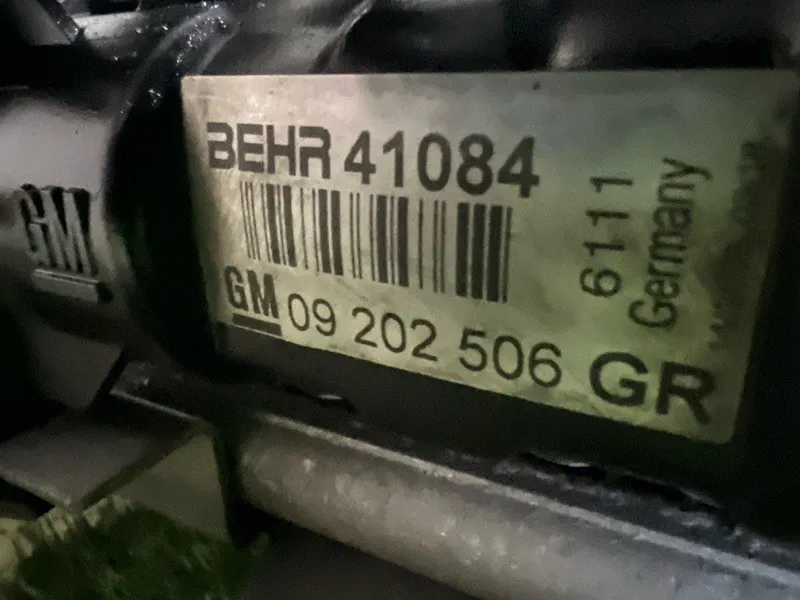 GM
BEHR 41084
GM 09 202 506 GR
6111
Germany